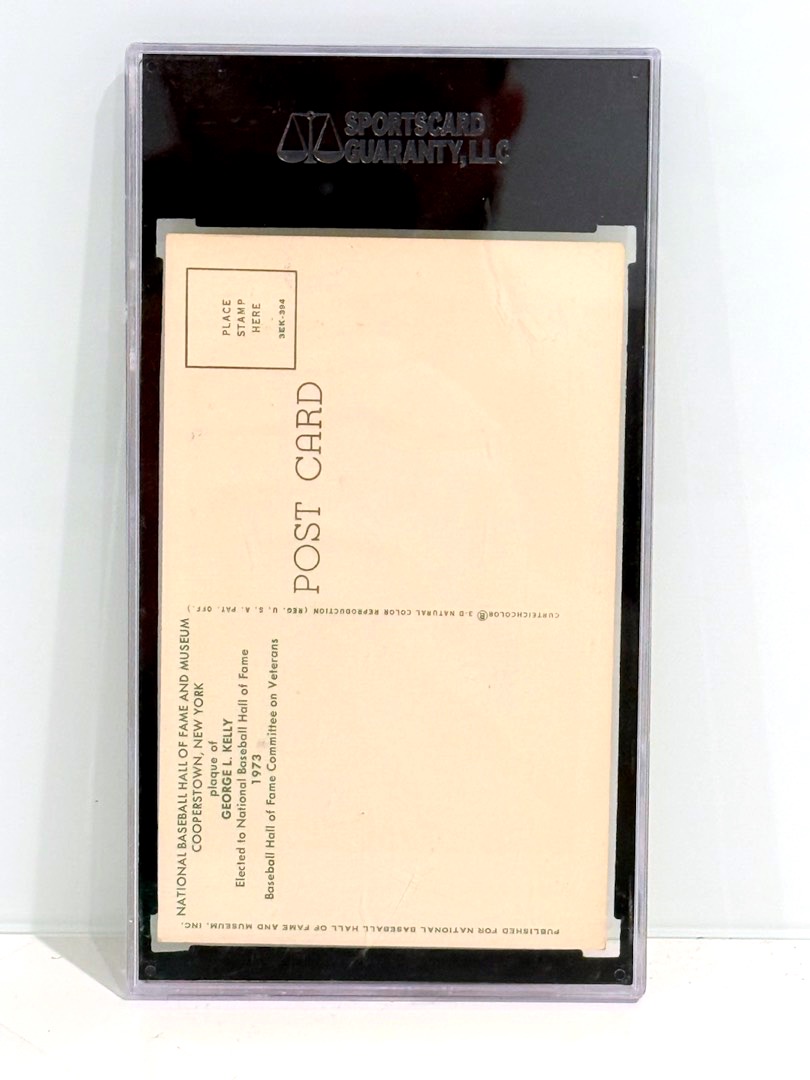 SPORTSCARD
GUARANTY, LLC
NATIONAL BASEBALL HALL OF FAME AND MUSEUM
COOPERSTOWN, NEW YORK
plaque of
GEORGE L. KELLY
Elected to National Baseball Hall of Fame
1973
Baseball Hall of Fame Committee on Veterans
PLACE
STAMP
HERE
3EK-394
POST CARD
CURTEICHCOLOR® 3-D NATURAL COLOR REPRODUCTION (REG. U. S. A. PAT. OFF.)
PUBLISHED FOR NATIONAL BASEBALL HALL OF FAME AND MUSEUM, INC.